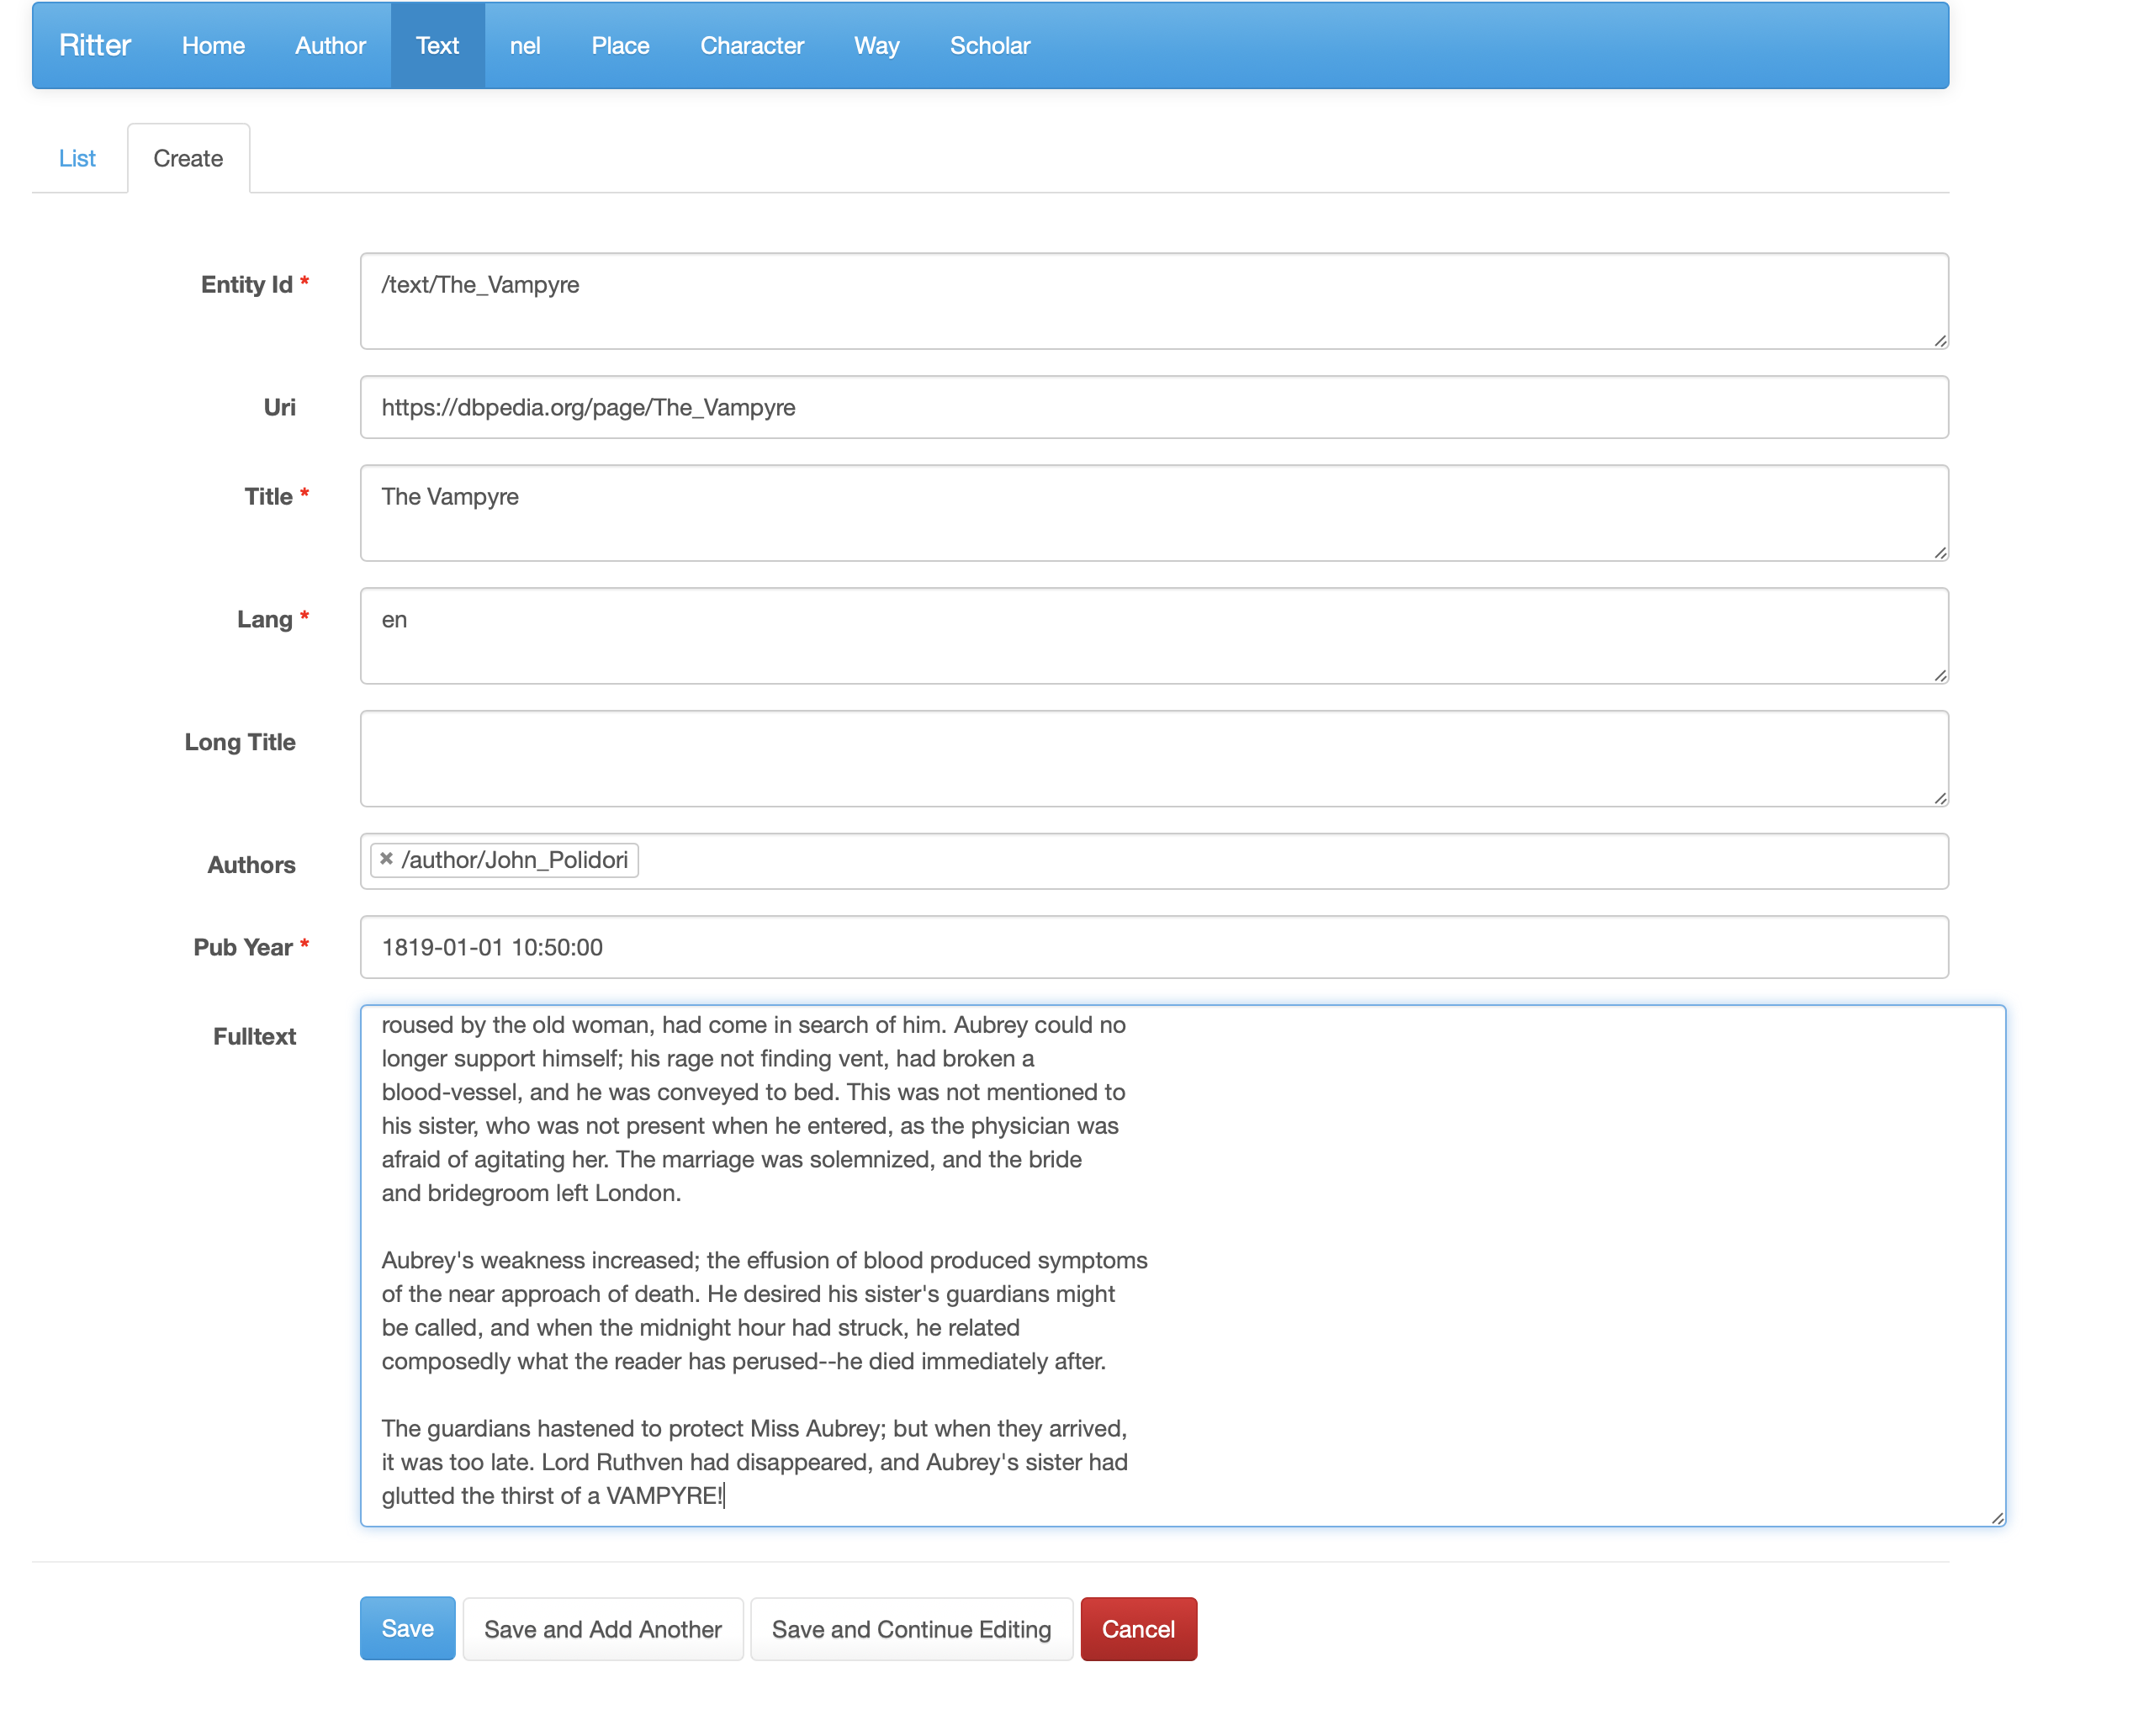 Ritter Home Author Text nel Place Character Way Scholar
List Create
Entity Id * /text/The_Vampyre
Uri https://dbpedia.org/page/The_Vampyre
Title * The Vampyre
Lang * en
Long Title
Authors ✖ /author/John_Polidori
Pub Year * 1819-01-01 10:50:00
Fulltext
roused by the old woman, had come in search of him. Aubrey could no
longer support himself; his rage not finding vent, had broken a
blood-vessel, and he was conveyed to bed. This was not mentioned to
his sister, who was not present when he entered, as the physician was
afraid of agitating her. The marriage was solemnized, and the bride
and bridegroom left London.
Aubrey's weakness increased; the effusion of blood produced symptoms
of the near approach of death. He desired his sister's guardians might
be called, and when the midnight hour had struck, he related
composedly what the reader has perused--he died immediately after.
The guardians hastened to protect Miss Aubrey; but when they arrived,
it was too late. Lord Ruthven had disappeared, and Aubrey's sister had
glutted the thirst of a VAMPYRE!
Save Save and Add Another Save and Continue Editing Cancel